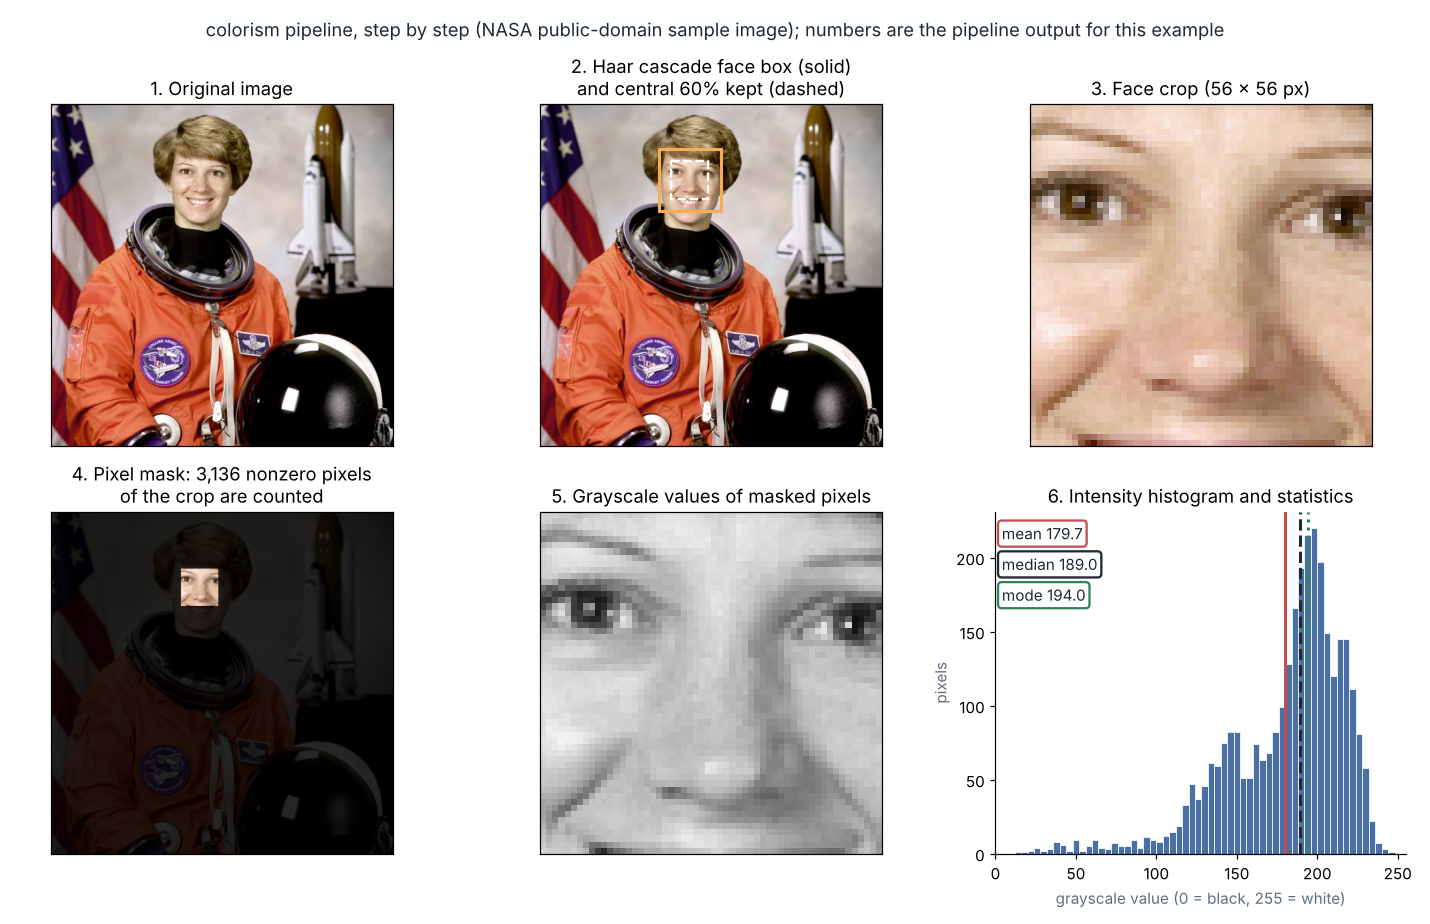 colorism pipeline, step by step (NASA public-domain sample image); numbers are the pipeline output for this example
1. Original image
2. Haar cascade face box (solid)
and central 60% kept (dashed)
3. Face crop (56 × 56 px)
4. Pixel mask: 3,136 nonzero pixels
of the crop are counted
5. Grayscale values of masked pixels
6. Intensity histogram and statistics
mean 179.7
median 189.0
mode 194.0
pixels
200
150
100
50
0
0 50 100 150 200 250
grayscale value (0 = black, 255 = white)